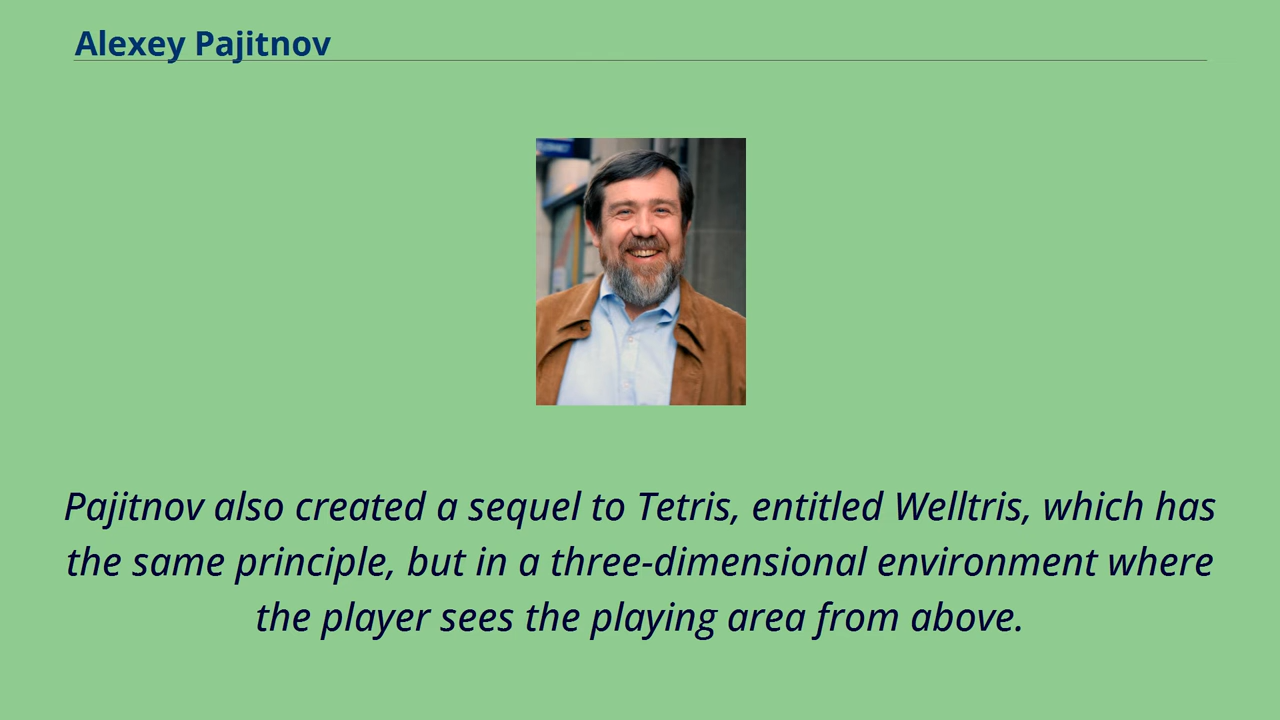 Alexey Pajitnov
Pajitnov also created a sequel to Tetris, entitled Welltris, which has
the same principle, but in a three-dimensional environment where
the player sees the playing area from above.